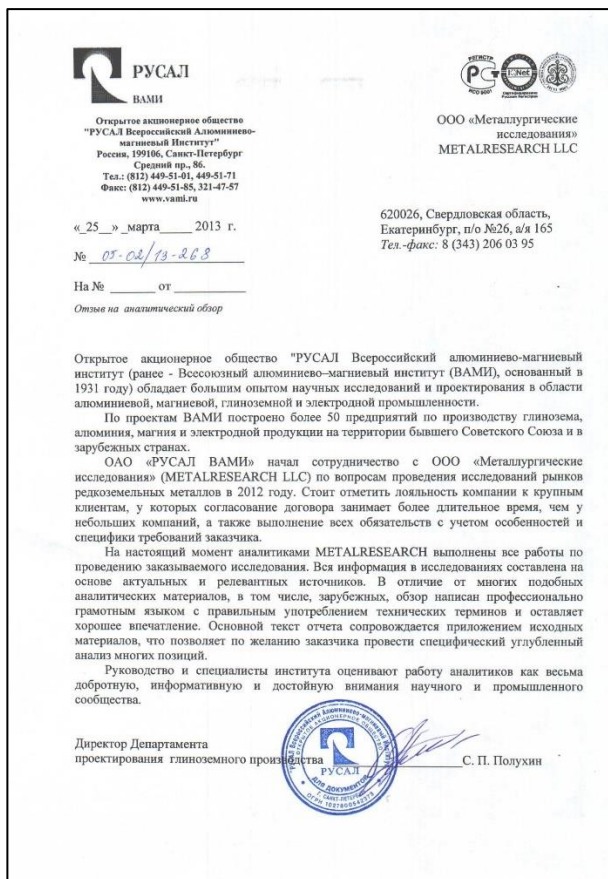 РУСАЛ
ВАМИ
Открытое акционерное общество
"РУСАЛ Всероссийский Алюминиево-
магниевый Институт"
Россия, 199106, Санкт-Петербург
Средний пр., 86.
Тел.: (812) 449-51-01, 449-51-71
Факс: (812) 449-51-85, 321-47-57
www.vami.ru
«_25__» _марта_____ 2013 г.
№ 05-02/13-268
На № _______ от ___________
Отзыв на аналитический обзор
РЕГИСТР
ИСО 9001
IQNet
ООО «Металлургические
исследования»
METALRESEARCH LLC
620026, Свердловская область,
Екатеринбург, п/о №26, а/я 165
Тел.-факс: 8 (343) 206 03 95
Открытое акционерное общество "РУСАЛ Всероссийский алюминиево-магниевый
институт (ранее - Всесоюзный алюминиево–магниевый институт (ВАМИ), основанный в
1931 году) обладает большим опытом научных исследований и проектирования в области
алюминиевой, магниевой, глиноземной и электродной промышленности.
По проектам ВАМИ построено более 50 предприятий по производству глинозема,
алюминия, магния и электродной продукции на территории бывшего Советского Союза и в
зарубежных странах.
ОАО «РУСАЛ ВАМИ» начал сотрудничество с ООО «Металлургические
исследования» (METALRESEARCH LLC) по вопросам проведения исследований рынков
редкоземельных металлов в 2012 году. Стоит отметить лояльность компании к крупным
клиентам, у которых согласование договора занимает более длительное время, чем у
небольших компаний, а также выполнение всех обязательств с учетом особенностей и
специфики требований заказчика.
На настоящий момент аналитиками METALRESEARCH выполнены все работы по
проведению заказываемого исследования. Вся информация в исследованиях составлена на
основе актуальных и релевантных источников. В отличие от многих подобных
аналитических материалов, в том числе, зарубежных, обзор написан профессионально
грамотным языком с правильным употреблением технических терминов и оставляет
хорошее впечатление. Основной текст отчета сопровождается приложением исходных
материалов, что позволяет по желанию заказчика провести специфический углубленный
анализ многих позиций.
Руководство и специалисты института оценивают работу аналитиков как весьма
добротную, информативную и достойную внимания научного и промышленного
сообщества.
Директор Департамента
проектирования глиноземного производства
С. П. Полухин
РУСАЛ
ДЛЯ ДОКУМЕНТОВ